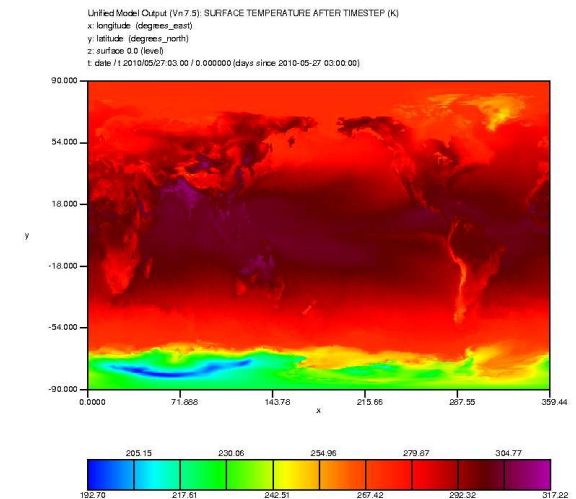 Unified Model Output (Vn7.5): SURFACE TEMPERATURE AFTER TIMESTEP (K)
x: longitude (degrees_east)
y: latitude (degrees_north)
z: surface 0.0 (level)
t: date / t 2010/05/27:03.00 / 0.000000 (days since 2010-05-27 03:00:00)
90.000
54.000
18.000
y
-18.000
-54.000
-90.000
0.0000 71.888 143.78 215.66 287.55 359.44
x
205.15 230.06 254.96 279.87 304.77
192.70 217.61 242.51 267.42 292.32 317.22